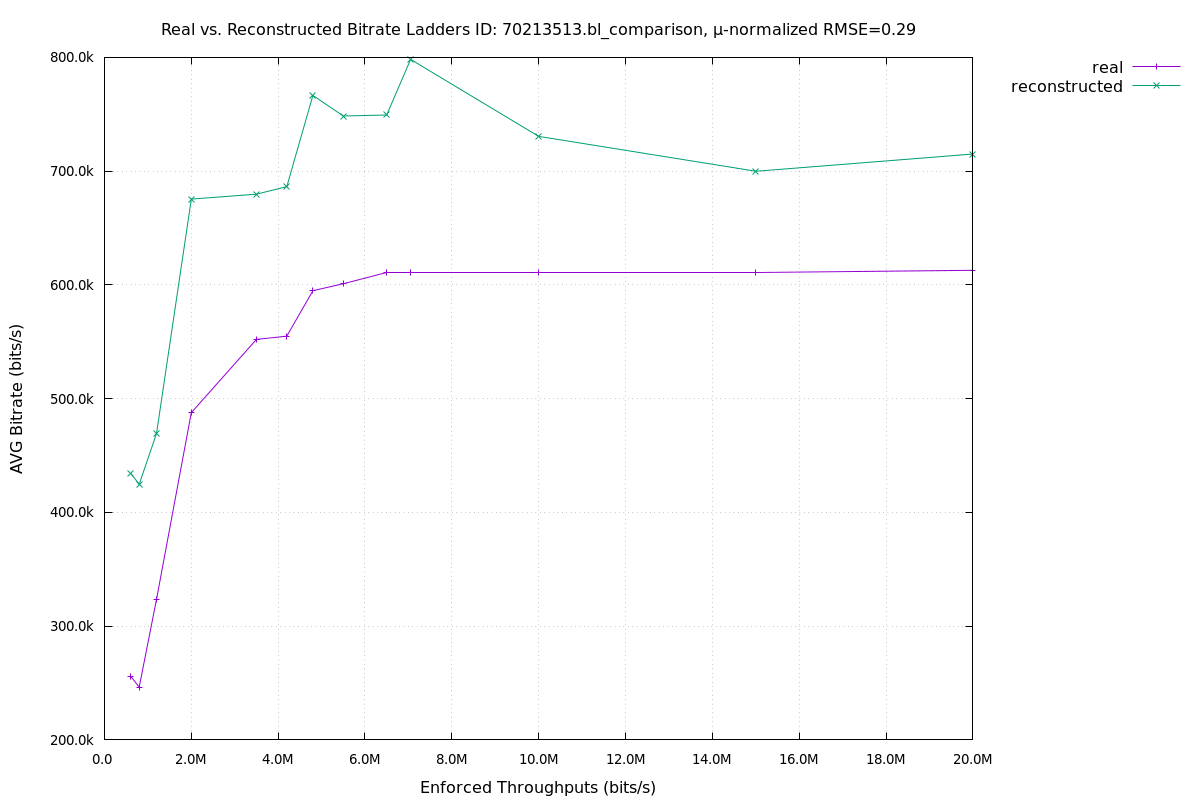 Real vs. Reconstructed Bitrate Ladders ID: 70213513.bl_comparison, μ-normalized RMSE=0.29
real
reconstructed
800.0k
700.0k
600.0k
500.0k
400.0k
300.0k
200.0k
AVG Bitrate (bits/s)
0.0 2.0M 4.0M 6.0M 8.0M 10.0M 12.0M 14.0M 16.0M 18.0M 20.0M
Enforced Throughputs (bits/s)